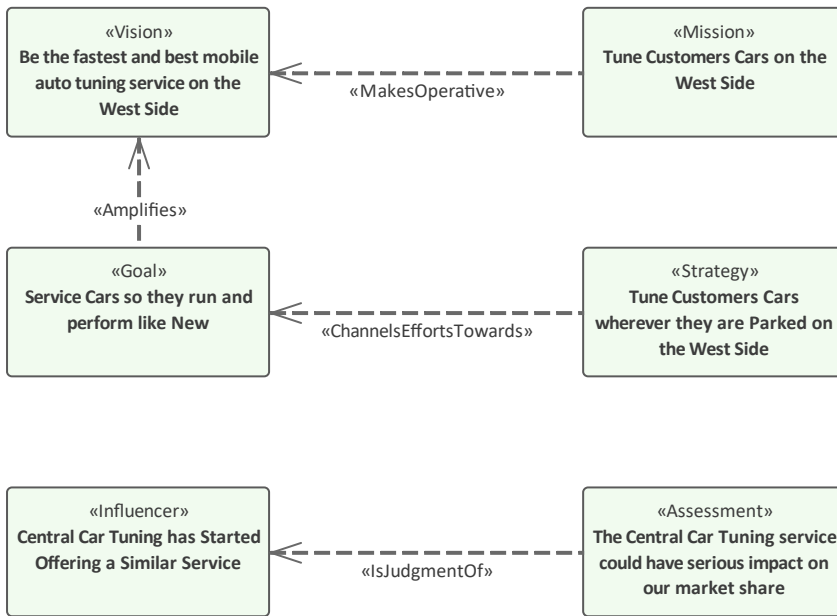 «Vision»
Be the fastest and best mobile
auto tuning service on the
West Side
«MakesOperative»
«Mission»
Tune Customers Cars on the
West Side
«Amplifies»
«Goal»
Service Cars so they run and
perform like New
«ChannelsEffortsTowards»
«Strategy»
Tune Customers Cars
wherever they are Parked on
the West Side
«Influencer»
Central Car Tuning has Started
Offering a Similar Service
«IsJudgmentOf»
«Assessment»
The Central Car Tuning service
could have serious impact on
our market share